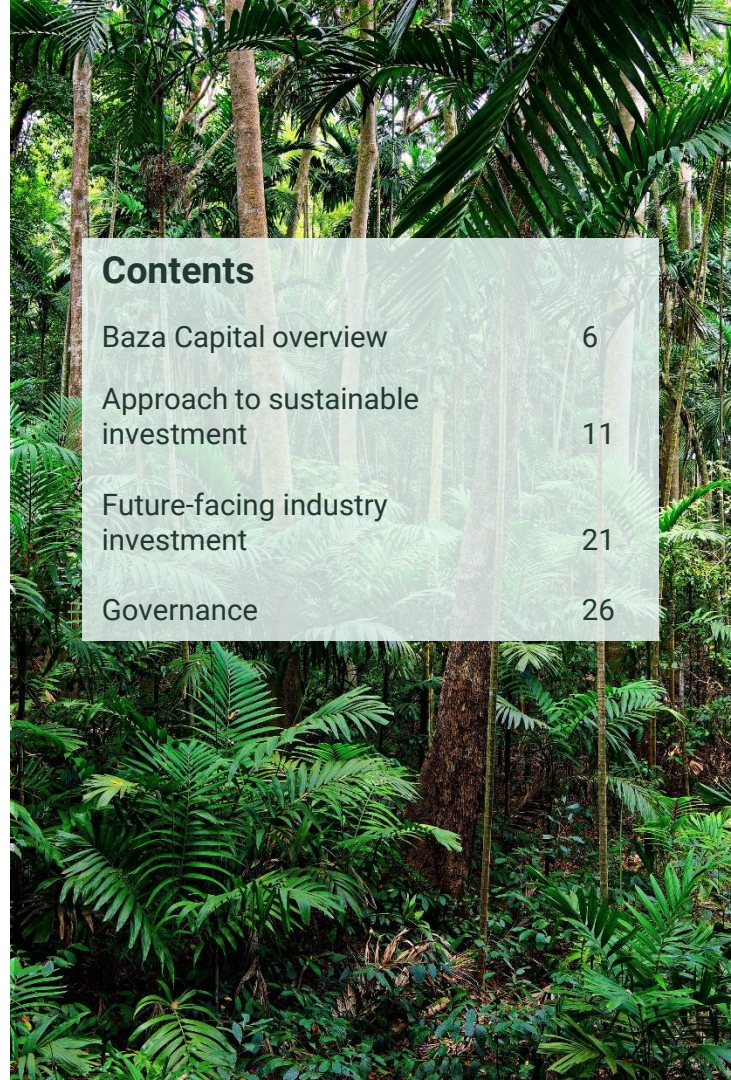 Contents
Baza Capital overview 6
Approach to sustainable
investment 11
Future-facing industry
investment 21
Governance 26